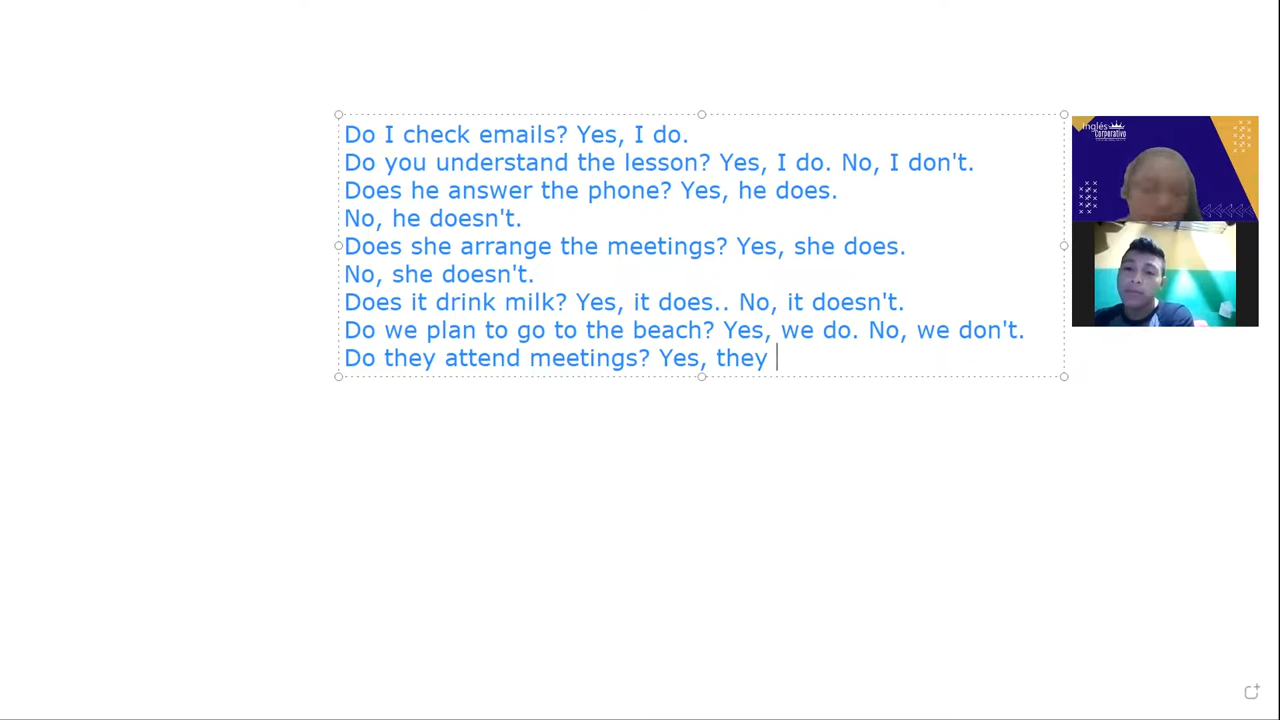 Do I check emails? Yes, I do.
Do you understand the lesson? Yes, I do. No, I don't.
Does he answer the phone? Yes, he does.
No, he doesn't.
Does she arrange the meetings? Yes, she does.
No, she doesn't.
Does it drink milk? Yes, it does.. No, it doesn't.
Do we plan to go to the beach? Yes, we do. No, we don't.
Do they attend meetings? Yes, they
Inglés
Corporativo